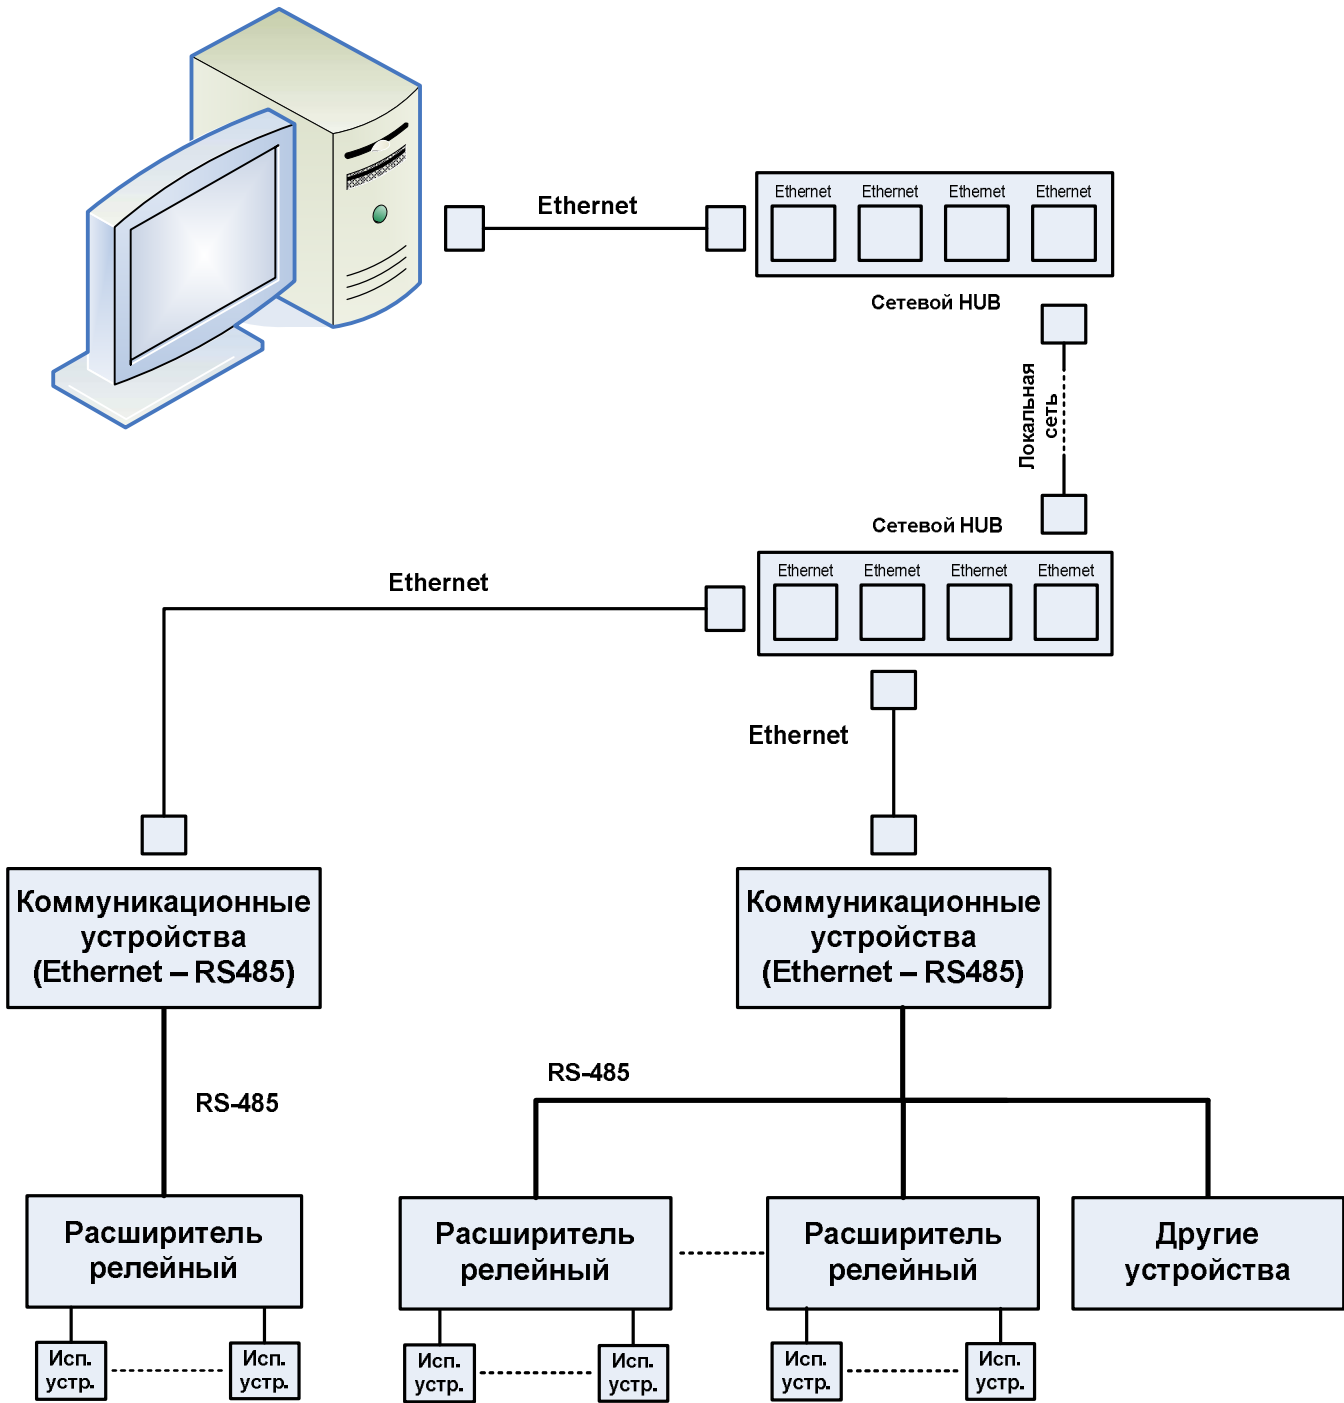 Ethernet
Ethernet Ethernet Ethernet Ethernet
Сетевой HUB
Локальная
сеть
Сетевой HUB
Ethernet Ethernet Ethernet Ethernet
Ethernet
Ethernet
Коммуникационные
устройства
(Ethernet – RS485)
Коммуникационные
устройства
(Ethernet – RS485)
RS-485
RS-485
Расширитель
релейный
Расширитель
релейный
Расширитель
релейный
Другие
устройства
Исп.
устр.
Исп.
устр.
Исп.
устр.
Исп.
устр.
Исп.
устр.
Исп.
устр.